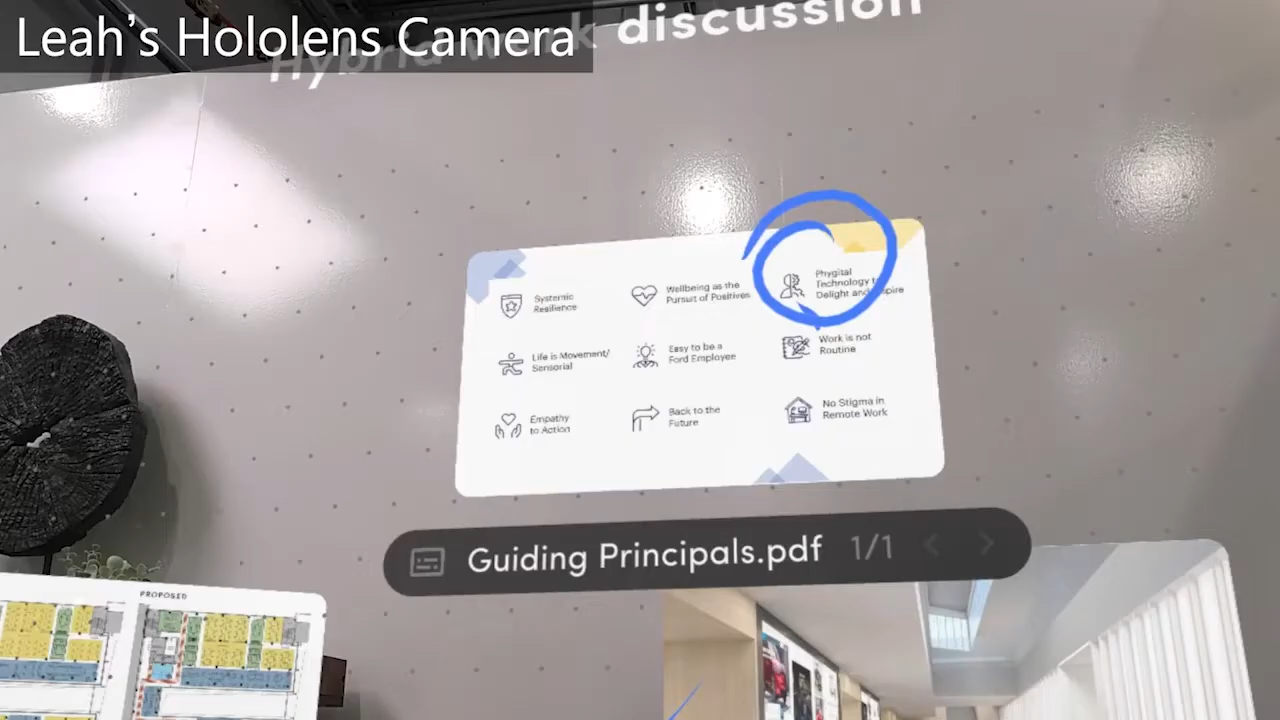 Leah's Hololens Camera
Hybrid work discussion
Systemic
Resilience
Wellbeing as the
Pursuit of Positives
Phygital
Technology to
Delight and Inspire
Life is Movement/
Sensorial
Easy to be a
Ford Employee
Work is not
Routine
Empathy
to Action
Back to the
Future
No Stigma in
Remote Work
Guiding Principals.pdf 1/1
PROPOSED